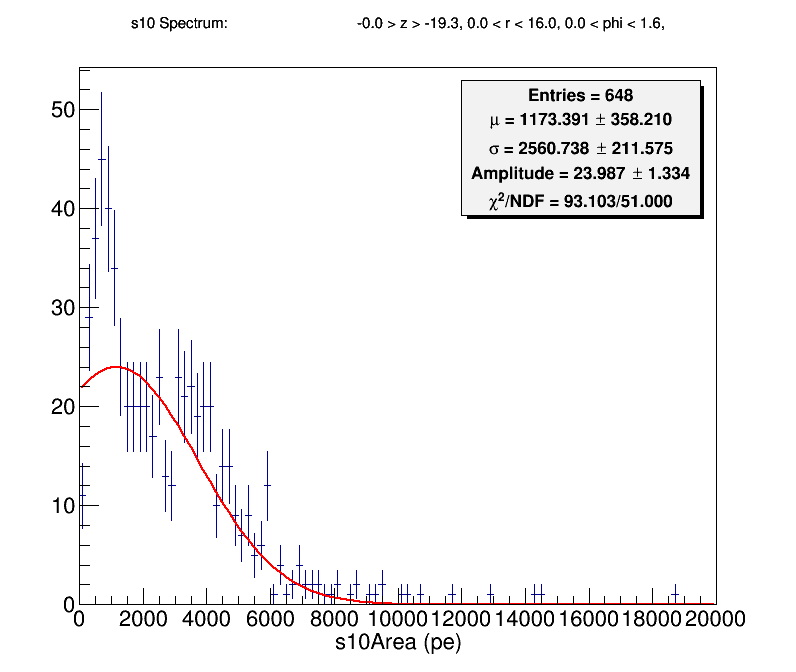 s10 Spectrum: -0.0 > z > -19.3, 0.0 < r < 16.0, 0.0 < phi < 1.6,
Entries = 648
μ = 1173.391 ± 358.210
σ = 2560.738 ± 211.575
Amplitude = 23.987 ± 1.334
χ²/NDF = 93.103/51.000
50
40
30
20
10
0
0 2000 4000 6000 8000 10000 12000 14000 16000 18000 20000
s10Area (pe)